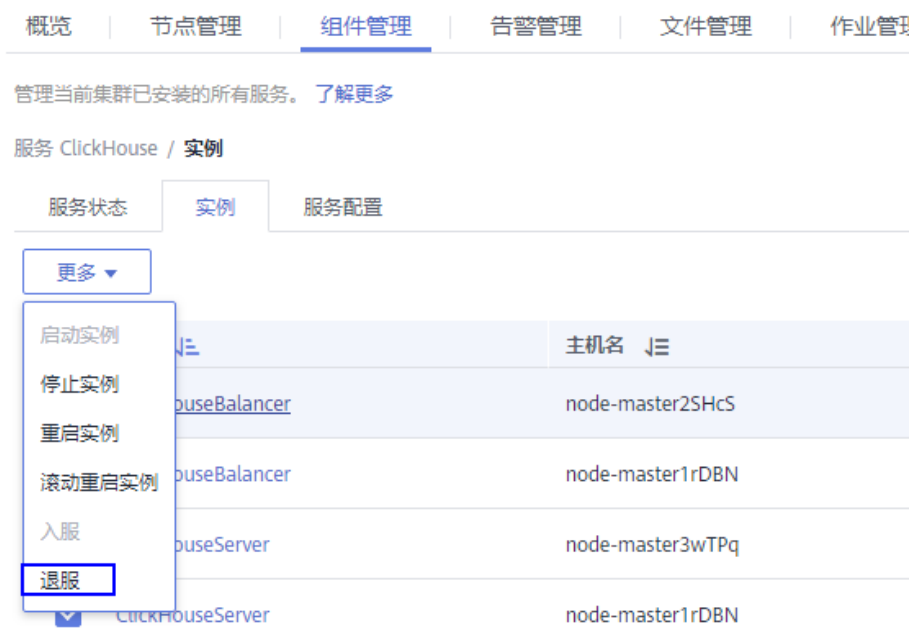 概览 节点管理 组件管理 告警管理 文件管理 作业管理
管理当前集群已安装的所有服务。 了解更多
服务 ClickHouse / 实例
服务状态 实例 服务配置
更多
启动实例
主机名
停止实例
ouseBalancer node-master2SHcS
重启实例
ouseBalancer node-master1rDBN
滚动重启实例
入服
ouseServer node-master3wTPq
退服
ClickHouseServer node-master1rDBN